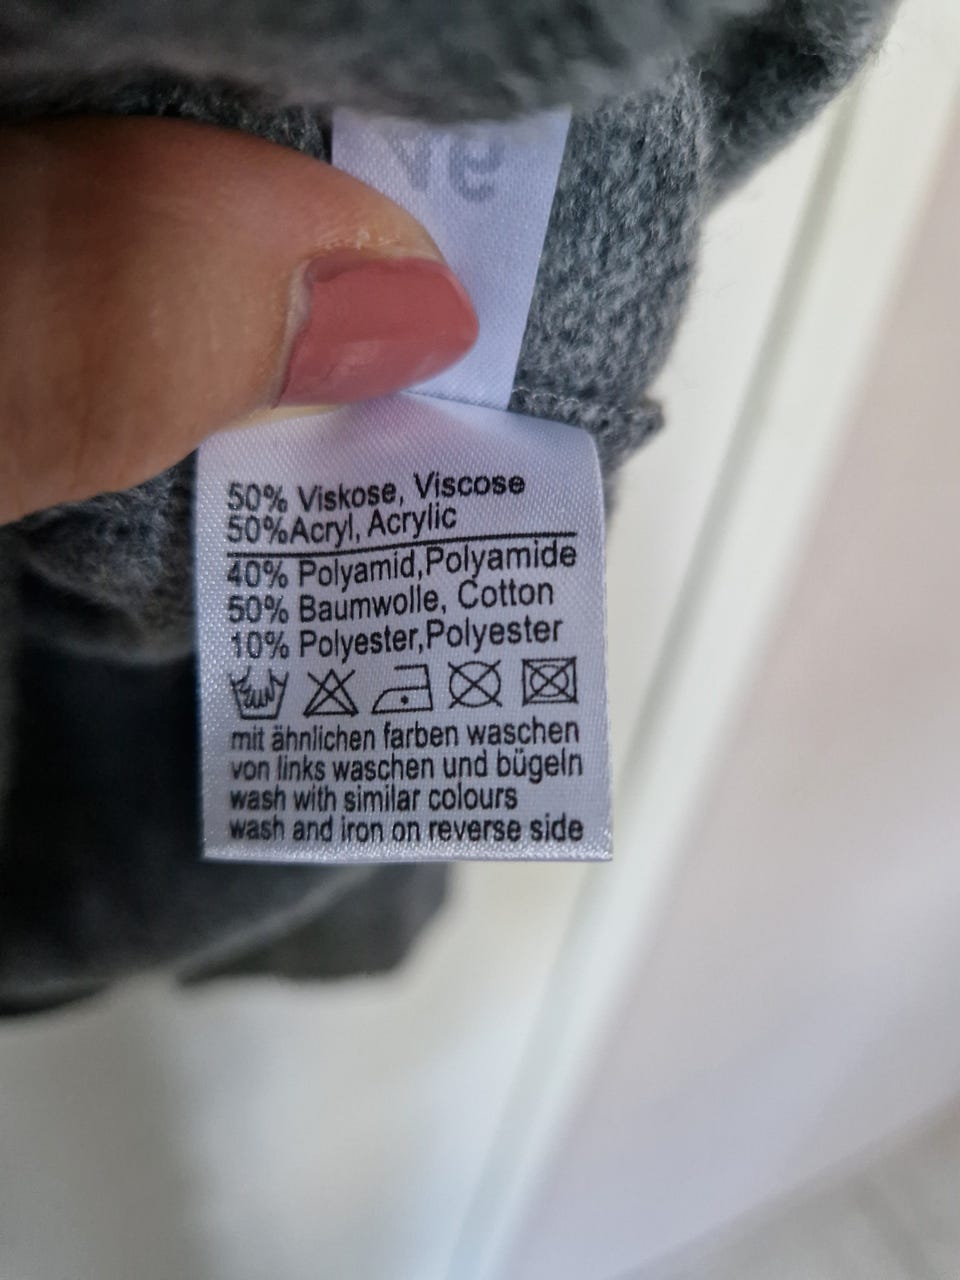 50% Viskose, Viscose
50%Acryl, Acrylic
40% Polyamid,Polyamide
50% Baumwolle, Cotton
10% Polyester,Polyester
mit ähnlichen farben waschen
von links waschen und bügeln
wash with similar colours
wash and iron on reverse side